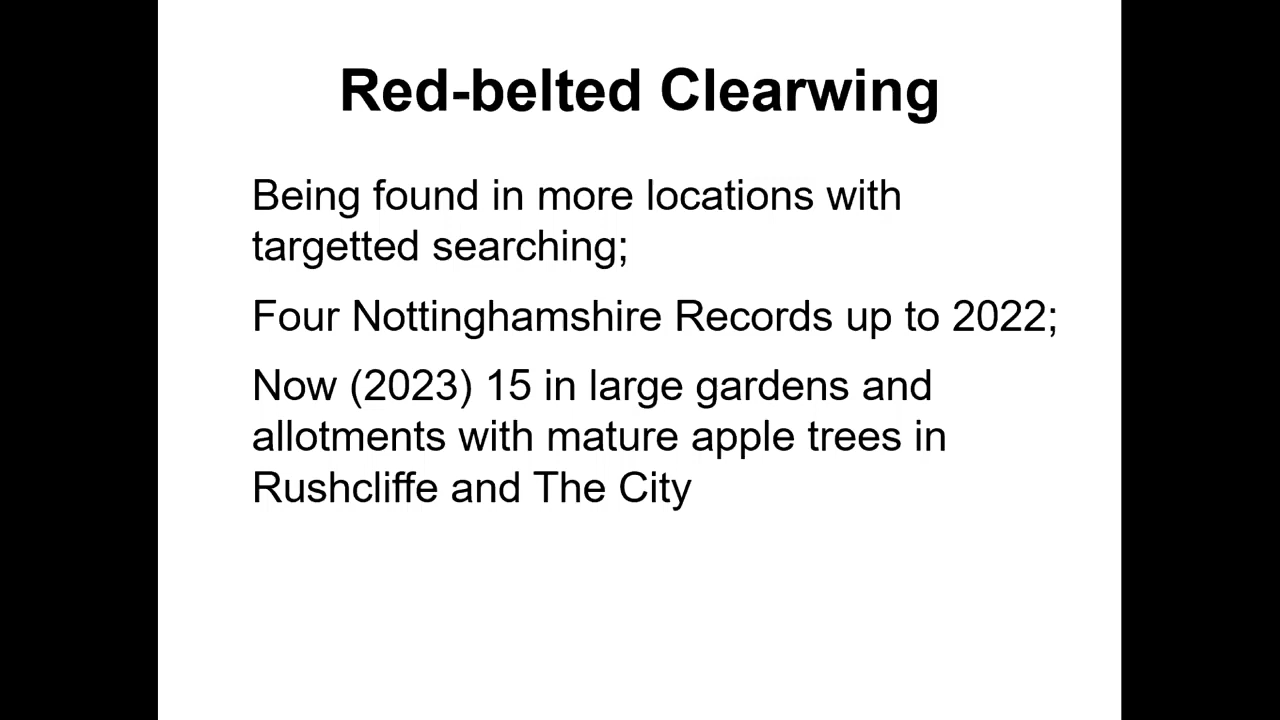 Red-belted Clearwing
Being found in more locations with
targetted searching;
Four Nottinghamshire Records up to 2022;
Now (2023) 15 in large gardens and
allotments with mature apple trees in
Rushcliffe and The City